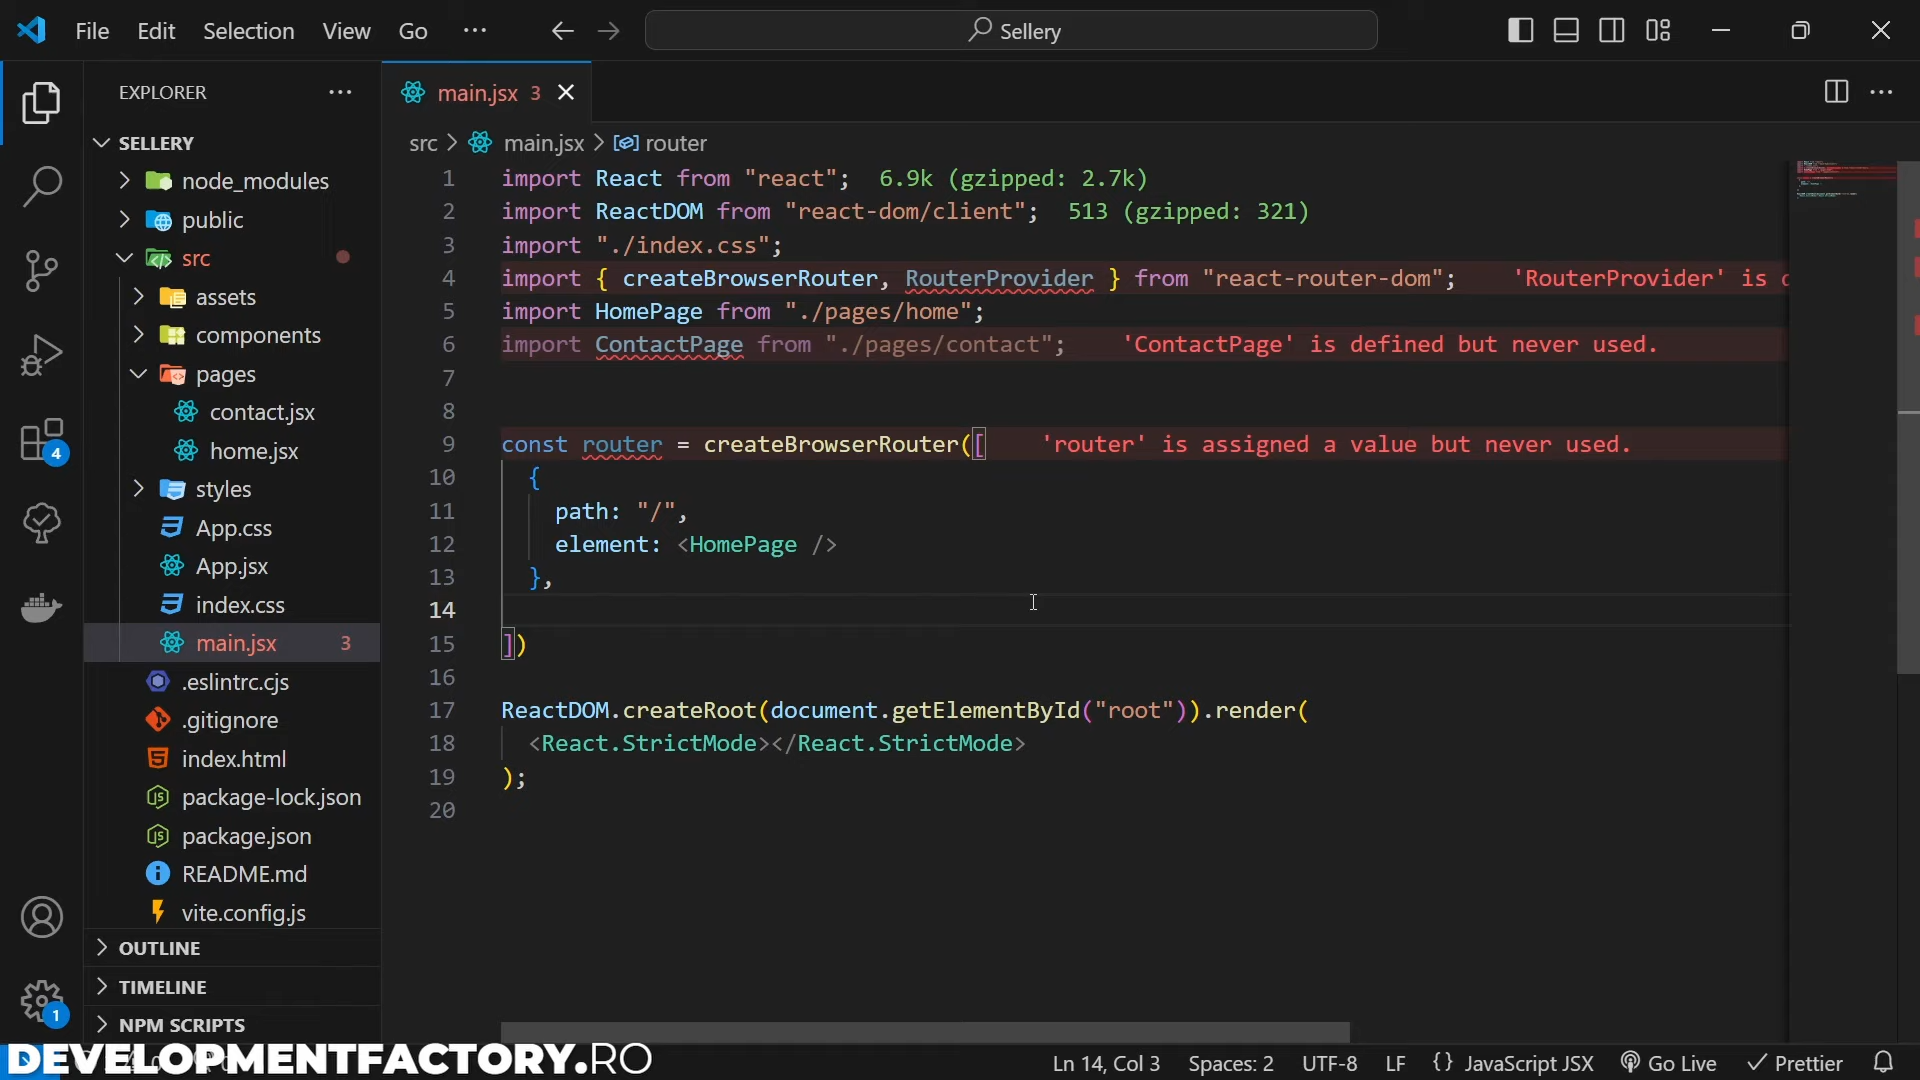 File Edit Selection View Go ··· Sellery
EXPLORER ···
main.jsx 3
SELLERY
src > main.jsx > router
node_modules
public
src
assets
components
pages
contact.jsx
home.jsx
styles
App.css
App.jsx
index.css
main.jsx 3
.eslintrc.cjs
.gitignore
index.html
package-lock.json
package.json
README.md
vite.config.js
OUTLINE
TIMELINE
NPM SCRIPTS
4
1
1 import React from "react"; 6.9k (gzipped: 2.7k)
2 import ReactDOM from "react-dom/client"; 513 (gzipped: 321)
3 import "./index.css";
4 import { createBrowserRouter, RouterProvider } from "react-router-dom"; 'RouterProvider' is
5 import HomePage from "./pages/home";
6 import ContactPage from "./pages/contact"; 'ContactPage' is defined but never used.
7
8
9 const router = createBrowserRouter([ 'router' is assigned a value but never used.
10 {
11 path: "/",
12 element: <HomePage />
13 },
14
15 ])
16
17 ReactDOM.createRoot(document.getElementById("root")).render(
18 <React.StrictMode></React.StrictMode>
19 );
20
DEVELOPMENTFACTORY.RO
Ln 14, Col 3 Spaces: 2 UTF-8 LF {} JavaScript JSX Go Live Prettier